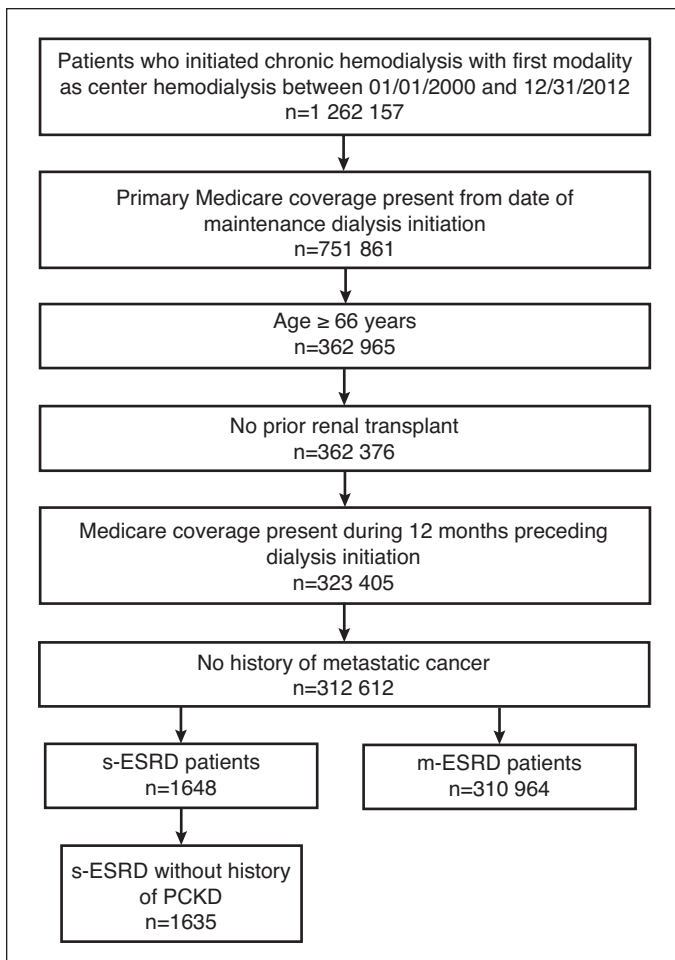 Patients who initiated chronic hemodialysis with first modality
as center hemodialysis between 01/01/2000 and 12/31/2012
n=1 262 157
Primary Medicare coverage present from date of
maintenance dialysis initiation
n=751 861
Age ≥ 66 years
n=362 965
No prior renal transplant
n=362 376
Medicare coverage present during 12 months preceding
dialysis initiation
n=323 405
No history of metastatic cancer
n=312 612
s-ESRD patients
n=1648
m-ESRD patients
n=310 964
s-ESRD without history
of PCKD
n=1635